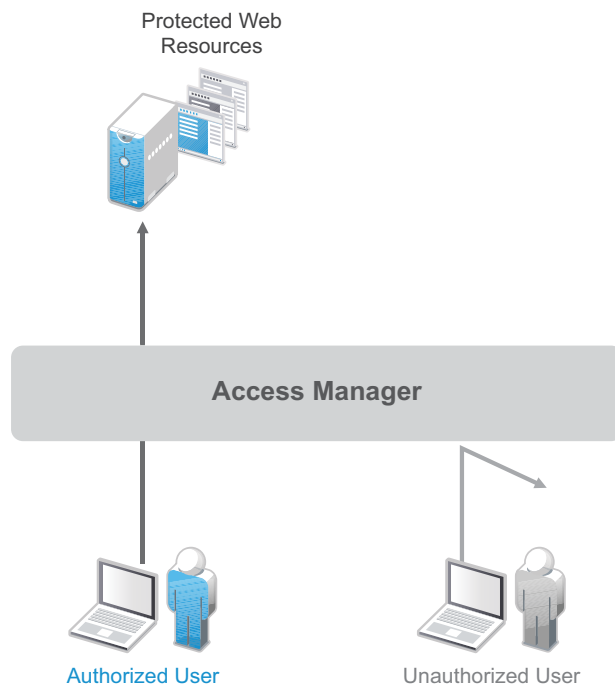 Protected Web
Resources
Access Manager
Authorized User
Unauthorized User